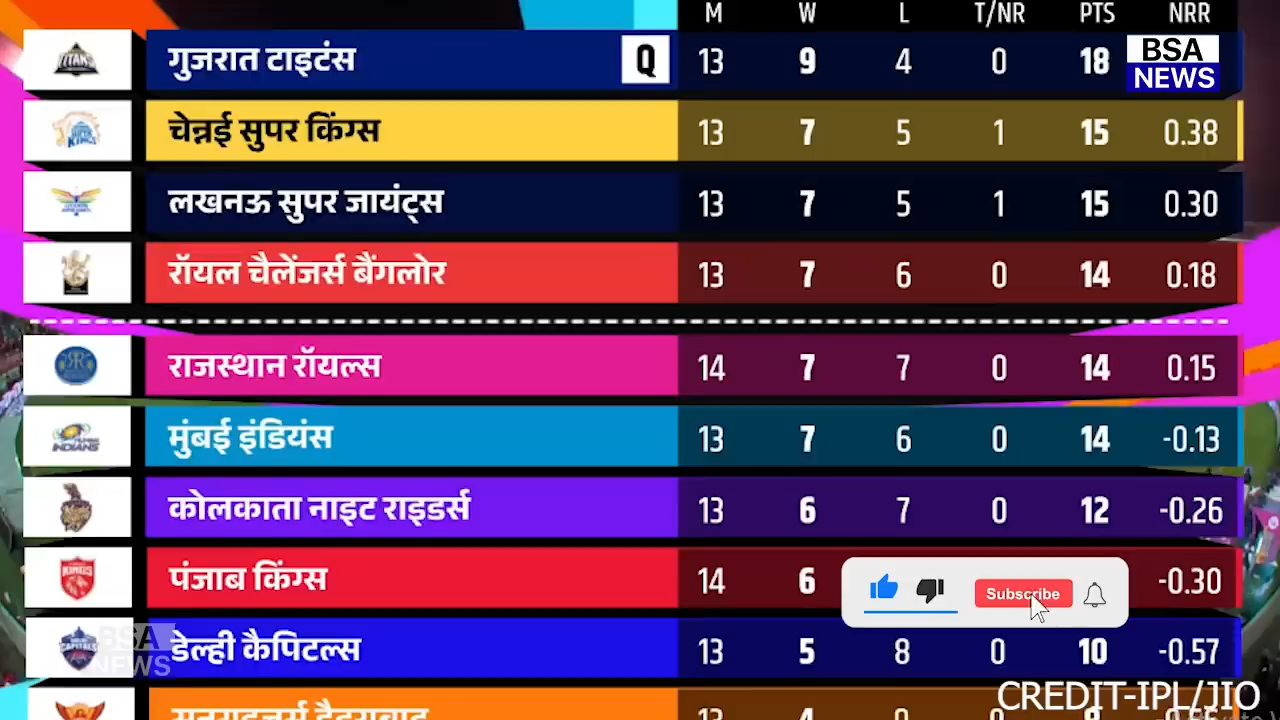 M W L T/NR PTS NRR
गुजरात टाइटंस Q 13 9 4 0 18
BSA NEWS
चेन्नई सुपर किंग्स 13 7 5 1 15 0.38
लखनऊ सुपर जायंट्स 13 7 5 1 15 0.30
रॉयल चैलेंजर्स बैंगलोर 13 7 6 0 14 0.18
राजस्थान रॉयल्स 14 7 7 0 14 0.15
मुंबई इंडियंस 13 7 6 0 14 -0.13
कोलकाता नाइट राइडर्स 13 6 7 0 12 -0.26
पंजाब किंग्स 14 6 -0.30
Subscribe
डेल्ही कैपिटल्स 13 5 8 0 10 -0.57
BSA NEWS
CREDIT-IPL/JIO